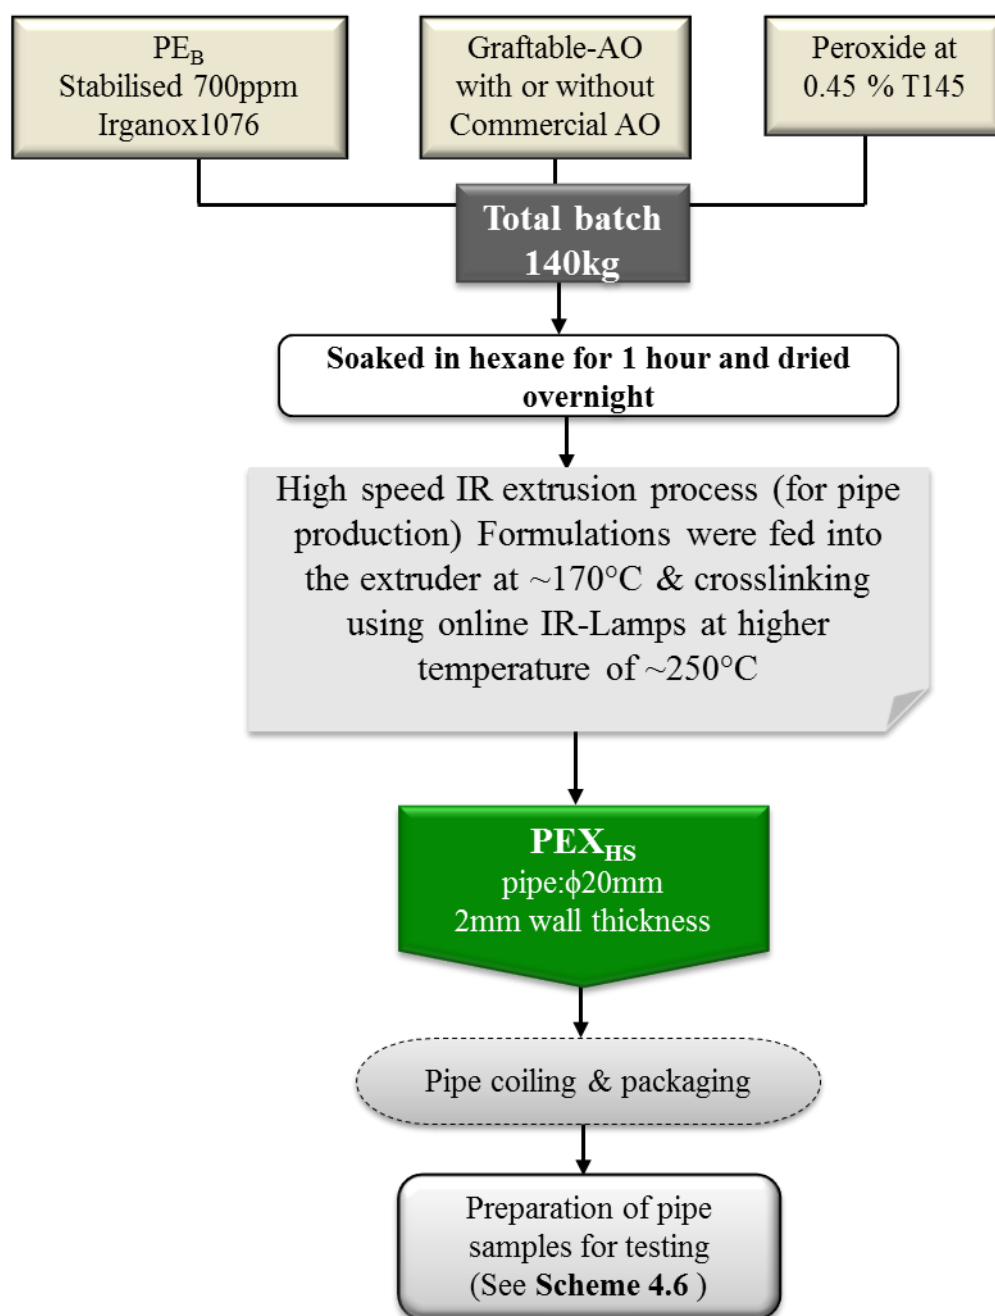 PE_B
Stabilised 700ppm
Irganox1076
Graftable-AO
with or without
Commercial AO
Peroxide at
0.45 % T145
Total batch
140kg
Soaked in hexane for 1 hour and dried
overnight
High speed IR extrusion process (for pipe
production) Formulations were fed into
the extruder at ~170°C & crosslinking
using online IR-Lamps at higher
temperature of ~250°C
PEX_HS
pipe:ϕ20mm
2mm wall thickness
Pipe coiling & packaging
Preparation of pipe
samples for testing
(See Scheme 4.6 )